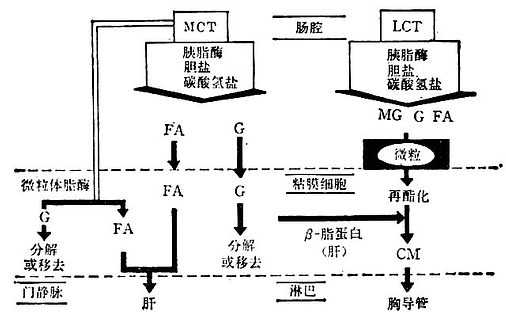 MCT
肠腔
LCT
胰脂酶
胆盐
碳酸氢盐
胰脂酶
胆盐
碳酸氢盐
MG G FA
FA
G
微粒
微粒体脂酶
FA
G
粘膜细胞
再酯化
G
FA
分解
或移去
分解
或移去
β-脂蛋白
(肝)
CM
门静脉
肝
淋巴
胸导管